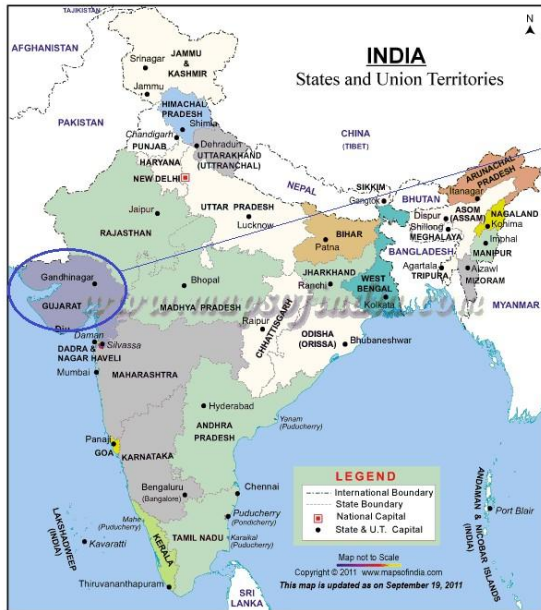 TAJIKISTAN
N
AFGHANISTAN
INDIA
States and Union Territories
JAMMU
&
KASHMIR
Srinagar
Jammu
HIMACHAL
PRADESH
Shimla
PAKISTAN
Chandigarh
PUNJAB
Dehradun
UTTARAKHAND
(UTTRANCHAL)
HARYANA
NEW DELHI
CHINA
(TIBET)
ARUNACHAL
PRADESH
Itanagar
NEPAL
SIKKIM
Gangtok
BHUTAN
UTTAR PRADESH
Lucknow
Jaipur
RAJASTHAN
Dispur
ASOM
(ASSAM)
NAGALAND
Kohima
Shillong
MEGHALAYA
BIHAR
Patna
Imphal
MANIPUR
BANGLADESH
Gandhinagar
GUJARAT
Bhopal
MADHYA PRADESH
JHARKHAND
Ranchi
WEST
BENGAL
Kolkata
Agartala
TRIPURA
Aizawl
MIZORAM
MYANMAR
Diu
Daman
Silvassa
DADRA &
NAGAR HAVELI
Raipur
CHHATTISGARH
ODISHA
(ORISSA)
Bhubaneshwar
Mumbai
MAHARASHTRA
Hyderabad
ANDHRA
PRADESH
Yanam
(Puducherry)
Panaji
GOA
KARNATAKA
Bengaluru
(Bangalore)
Chennai
LEGEND
International Boundary
State Boundary
National Capital
State & U.T. Capital
Mahe
(Puducherry)
Puducherry
(Pondicherry)
Karaikal
(Puducherry)
TAMIL NADU
KERALA
LAKSHADWEEP
(INDIA)
Kavaratti
Thiruvananthapuram
SRI
LANKA
ANDAMAN & NICOBAR ISLANDS
(INDIA)
Port Blair
Map not to Scale
Copyright © 2011 www.mapsofindia.com
This map is updated as on September 19, 2011